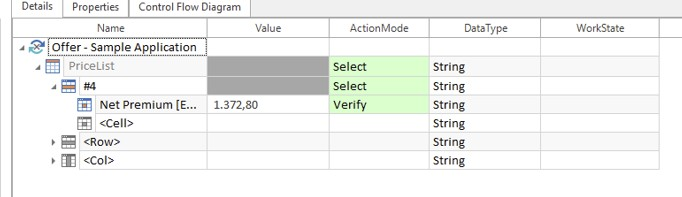 Details Properties Control Flow Diagram
Name Value ActionMode DataType WorkState
Offer - Sample Application
PriceList Select String
#4 Select String
Net Premium [E... 1.372,80 Verify String
<Cell> String
<Row> String
<Col> String